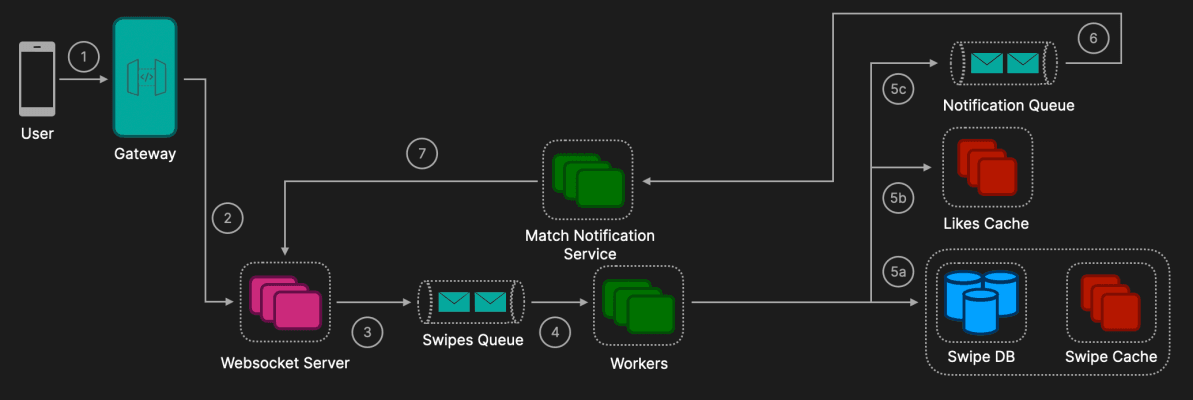 1
6
User
Gateway
</>
5c
Notification Queue
7
5b
Likes Cache
2
Match Notification
Service
5a
3
4
Swipes Queue
Websocket Server
Workers
Swipe DB
Swipe Cache